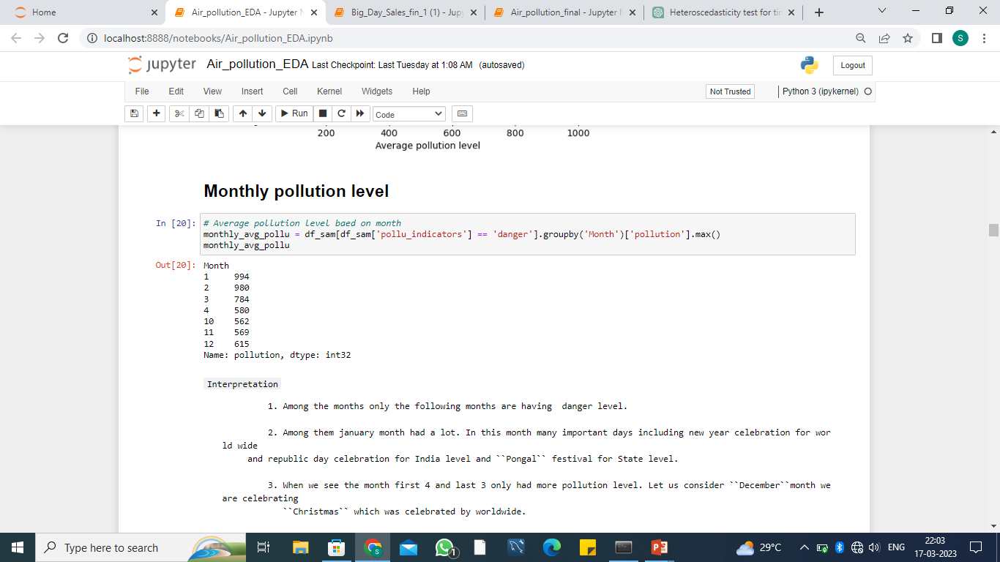 Home
Air_pollution_EDA - Jupyter N
Big_Day_Sales_fin_1 (1) - Jup
Air_pollution_final - Jupyter N
Heteroscedasticity test for tim
localhost:8888/notebooks/Air_pollution_EDA.ipynb
S
jupyter Air_pollution_EDA Last Checkpoint: Last Tuesday at 1:08 AM (autosaved)
Logout
File Edit View Insert Cell Kernel Widgets Help
Not Trusted
Python 3 (ipykernel)
Run
Code
200 400 600 800 1000
Average pollution level
Monthly pollution level
In [20]: # Average pollution level baed on month
monthly_avg_pollu = df_sam[df_sam['pollu_indicators'] == 'danger'].groupby('Month')['pollution'].max()
monthly_avg_pollu
Out[20]: Month
1 994
2 980
3 784
4 580
10 562
11 569
12 615
Name: pollution, dtype: int32
Interpretation
1. Among the months only the following months are having danger level.
2. Among them january month had a lot. In this month many important days including new year celebration for wor
ld wide
and republic day celebration for India level and ``Pongal`` festival for State level.
3. When we see the month first 4 and last 3 only had more pollution level. Let us consider ``December``month we
are celebrating
``Christmas`` which was celebrated by worldwide.
Type here to search
1
29°C
ENG
22:03
17-03-2023